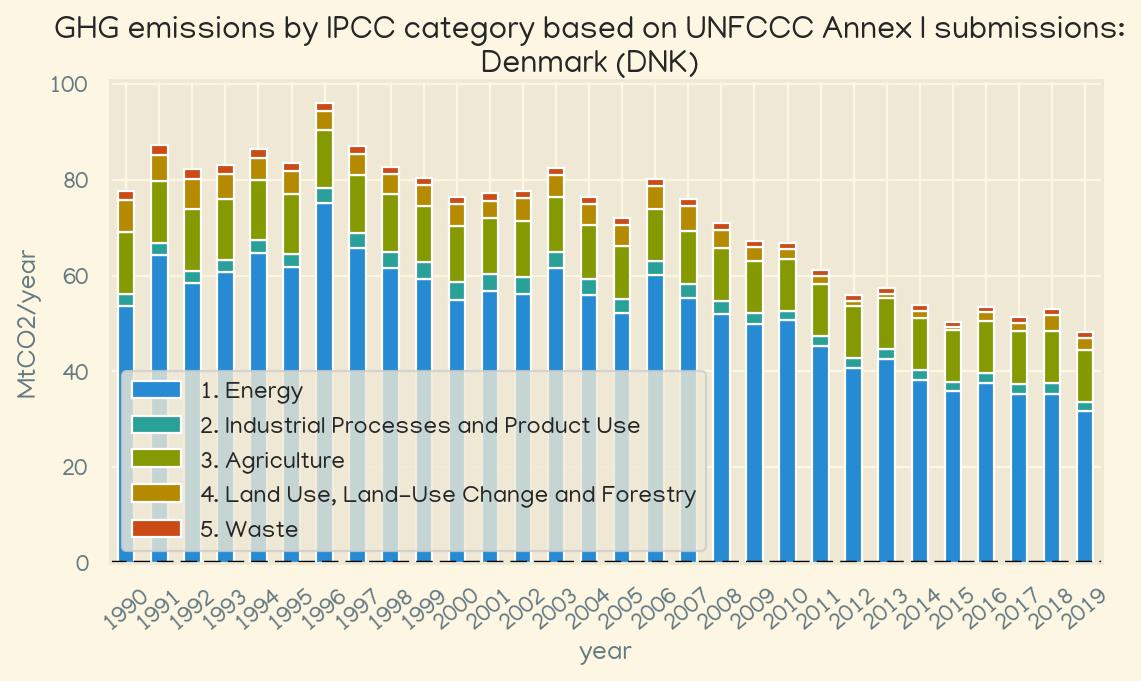 GHG emissions by IPCC category based on UNFCCC Annex I submissions:
Denmark (DNK)
MtCO2/year
100
80
60
40
20
0
1. Energy
2. Industrial Processes and Product Use
3. Agriculture
4. Land Use, Land-Use Change and Forestry
5. Waste
1990 1991 1992 1993 1994 1995 1996 1997 1998 1999 2000 2001 2002 2003 2004 2005 2006 2007 2008 2009 2010 2011 2012 2013 2014 2015 2016 2017 2018 2019
year